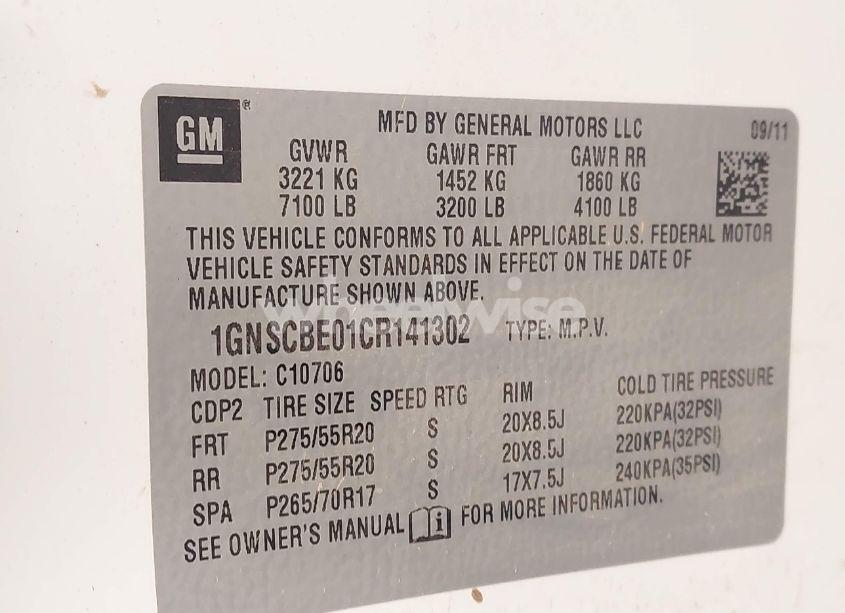 GM ®
MFD BY GENERAL MOTORS LLC 09/11
GVWR GAWR FRT GAWR RR
3221 KG 1452 KG 1860 KG
7100 LB 3200 LB 4100 LB
THIS VEHICLE CONFORMS TO ALL APPLICABLE U.S. FEDERAL MOTOR
VEHICLE SAFETY STANDARDS IN EFFECT ON THE DATE OF
MANUFACTURE SHOWN ABOVE.
wheelwise
1GNSCBE01CR141302 TYPE: M.P.V.
MODEL: C10706
CDP2 TIRE SIZE SPEED RTG RIM COLD TIRE PRESSURE
FRT P275/55R20 S 20X8.5J 220KPA(32PSI)
RR P275/55R20 S 20X8.5J 220KPA(32PSI)
SPA P265/70R17 S 17X7.5J 240KPA(35PSI)
SEE OWNER'S MANUAL i FOR MORE INFORMATION.